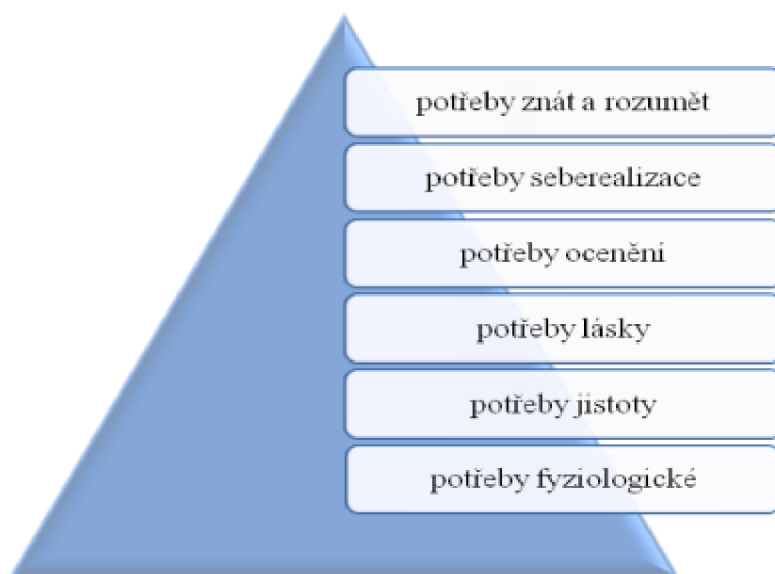 potřeby znát a rozumět
potřeby seberealizace
potřeby ocenění
potřeby lásky
potřeby jistoty
potřeby fyziologické